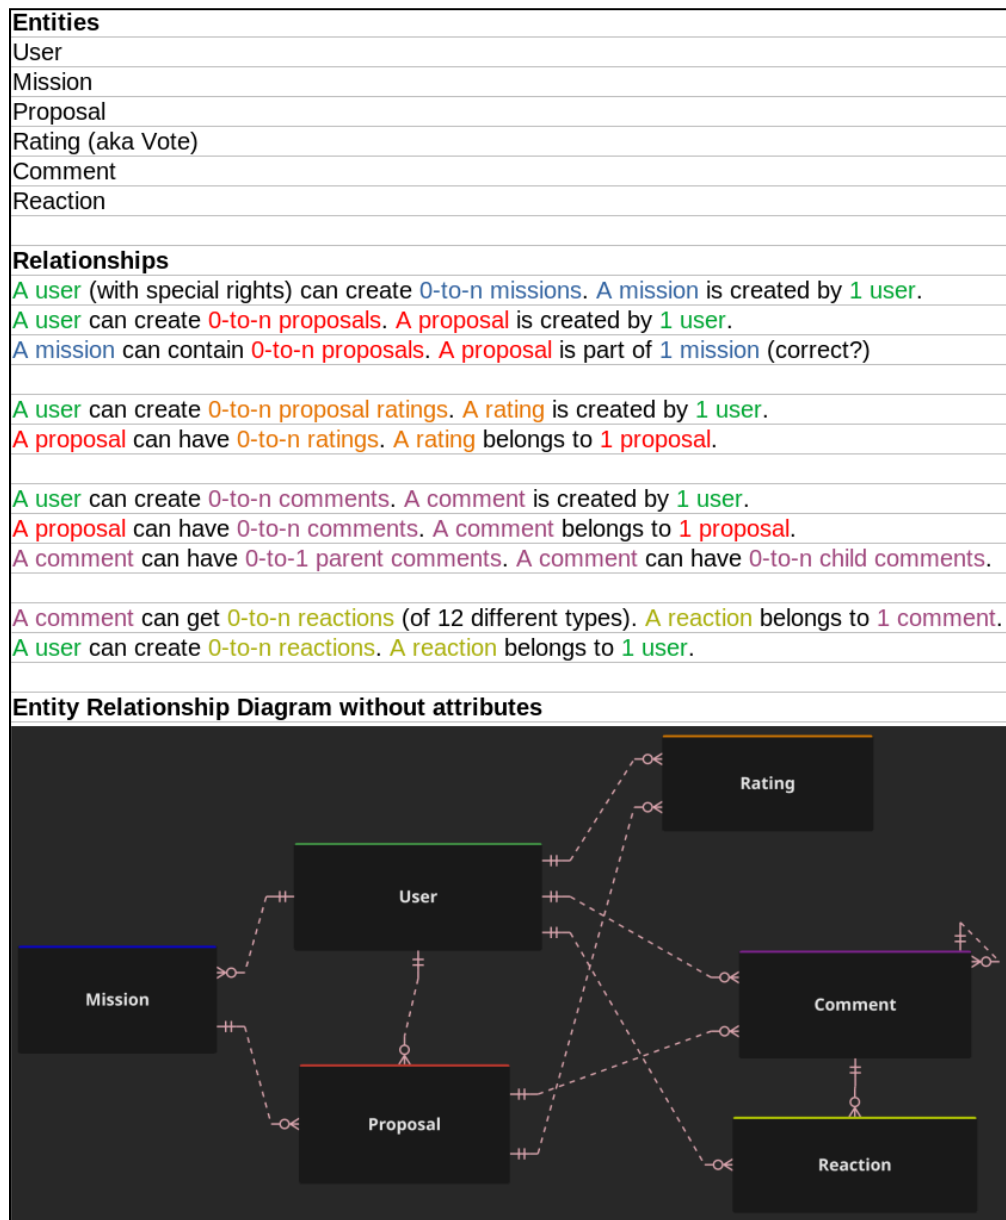 Entities
User
Mission
Proposal
Rating (aka Vote)
Comment
Reaction
Relationships
A user (with special rights) can create 0-to-n missions. A mission is created by 1 user.
A user can create 0-to-n proposals. A proposal is created by 1 user.
A mission can contain 0-to-n proposals. A proposal is part of 1 mission (correct?)
A user can create 0-to-n proposal ratings. A rating is created by 1 user.
A proposal can have 0-to-n ratings. A rating belongs to 1 proposal.
A user can create 0-to-n comments. A comment is created by 1 user.
A proposal can have 0-to-n comments. A comment belongs to 1 proposal.
A comment can have 0-to-1 parent comments. A comment can have 0-to-n child comments.
A comment can get 0-to-n reactions (of 12 different types). A reaction belongs to 1 comment.
A user can create 0-to-n reactions. A reaction belongs to 1 user.
Entity Relationship Diagram without attributes
Rating
User
Mission
Comment
Proposal
Reaction